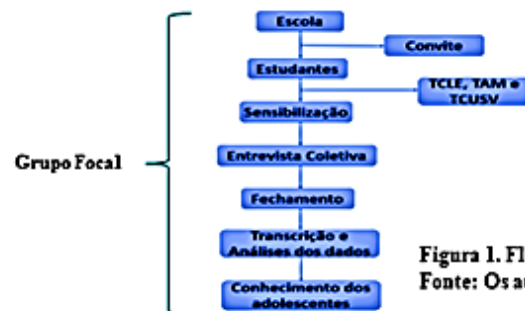 Escola
Convite
Estudantes
TCLE, TAM e
TCUSV
Sensibilização
Grupo Focal
Entrevista Coletiva
Fechamento
Transcrição e
Análises dos dados
Conhecimento dos
adolescentes
Figura 1. Fl
Fonte: Os au